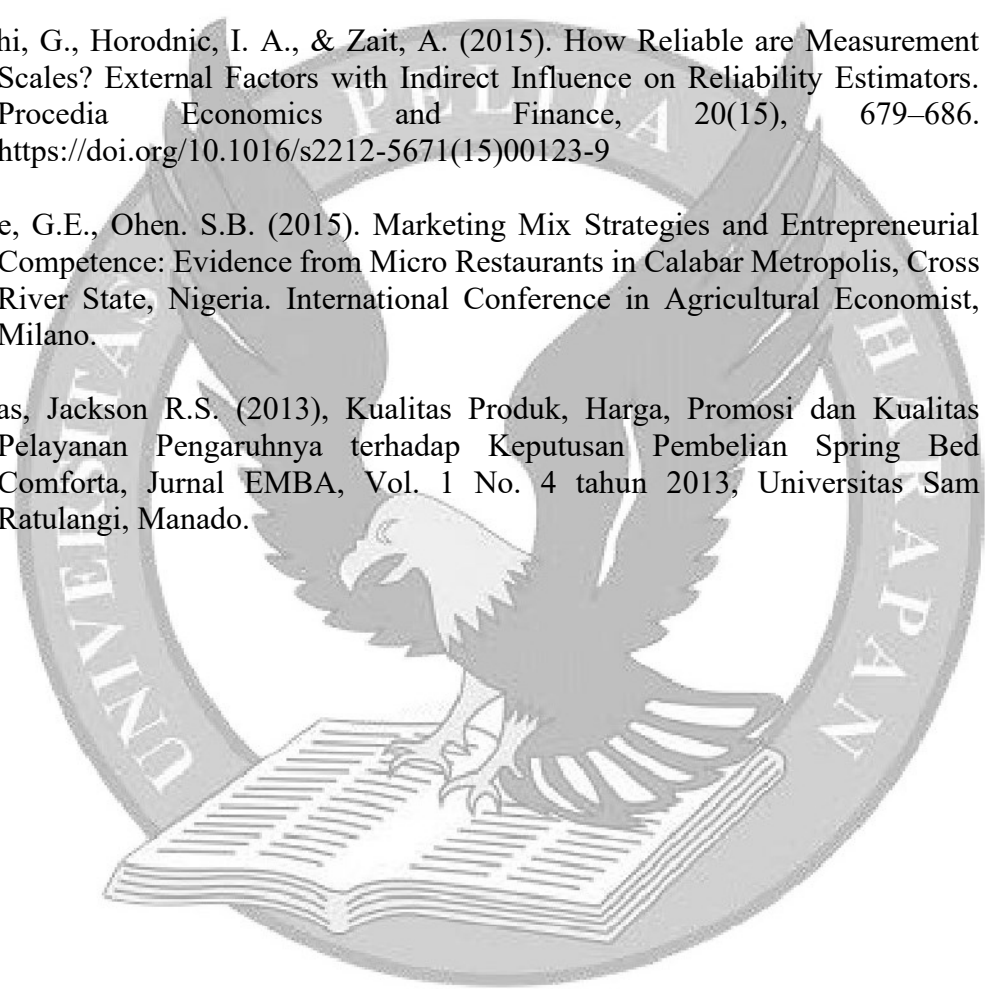 hi, G., Horodnic, I. A., & Zait, A. (2015). How Reliable are Measurement
Scales? External Factors with Indirect Influence on Reliability Estimators.
Procedia Economics and Finance, 20(15), 679–686.
https://doi.org/10.1016/s2212-5671(15)00123-9
e, G.E., Ohen. S.B. (2015). Marketing Mix Strategies and Entrepreneurial
Competence: Evidence from Micro Restaurants in Calabar Metropolis, Cross
River State, Nigeria. International Conference in Agricultural Economist,
Milano.
as, Jackson R.S. (2013), Kualitas Produk, Harga, Promosi dan Kualitas
Pelayanan Pengaruhnya terhadap Keputusan Pembelian Spring Bed
Comforta, Jurnal EMBA, Vol. 1 No. 4 tahun 2013, Universitas Sam
Ratulangi, Manado.
UNIVERSITAS PELITA HARAPAN